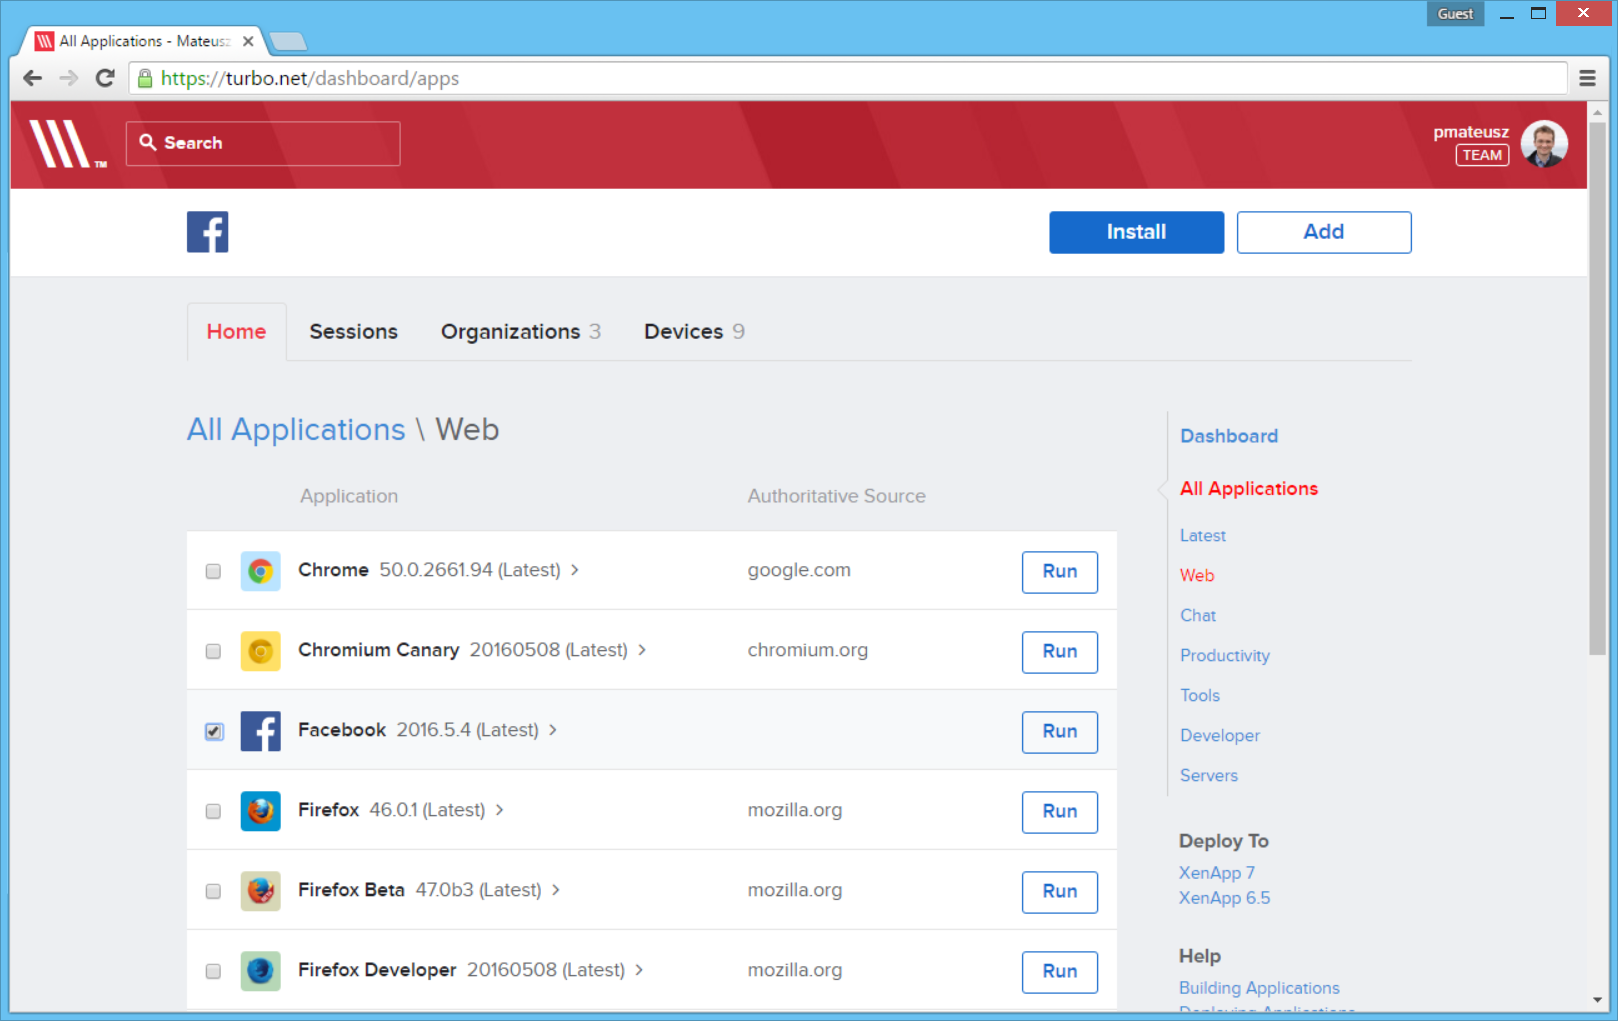 Guest
All Applications - Mateusz
https://turbo.net/dashboard/apps
TM
Search
pmateusz
TEAM
Install
Add
Home
Sessions
Organizations 3
Devices 9
All Applications \ Web
Application
Authoritative Source
Chrome 50.0.2661.94 (Latest) >
google.com
Run
Chromium Canary 20160508 (Latest) >
chromium.org
Run
Facebook 2016.5.4 (Latest) >
Run
Firefox 46.0.1 (Latest) >
mozilla.org
Run
Firefox Beta 47.0b3 (Latest) >
mozilla.org
Run
Firefox Developer 20160508 (Latest) >
mozilla.org
Run
Dashboard
All Applications
Latest
Web
Chat
Productivity
Tools
Developer
Servers
Deploy To
XenApp 7
XenApp 6.5
Help
Building Applications
Deploying Applications